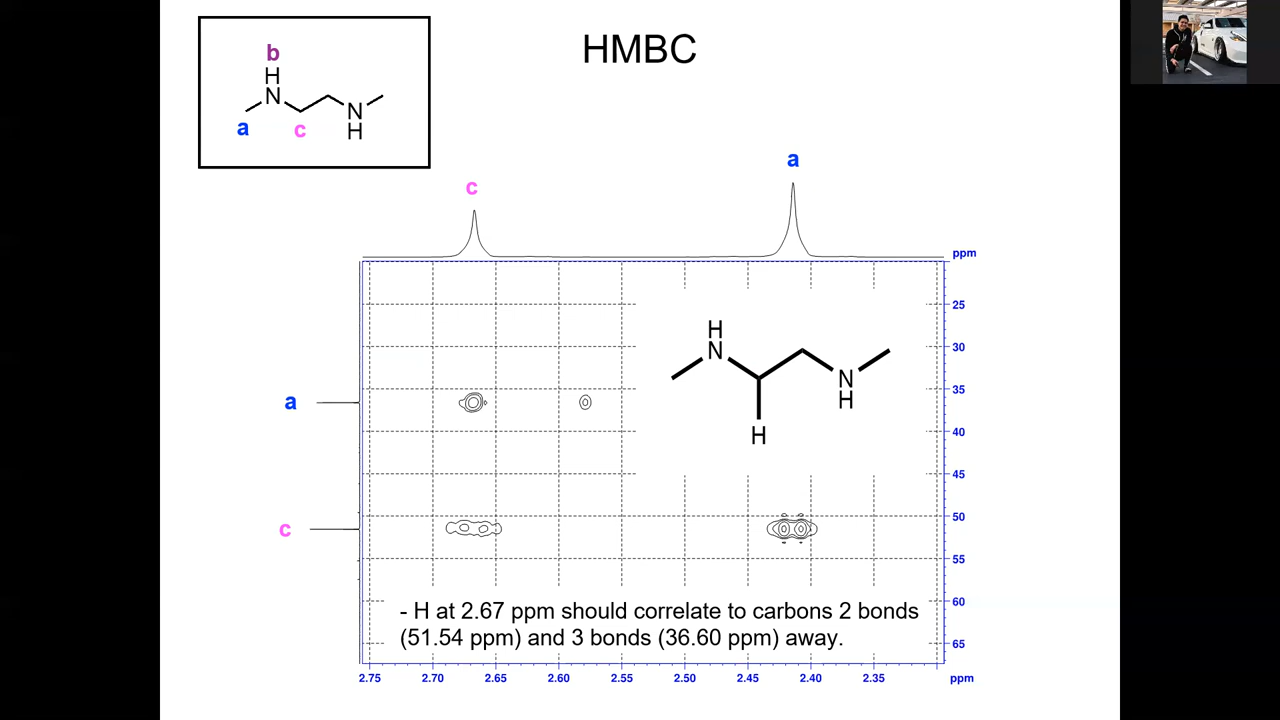 HMBC
b
H
N
N
H
a
c
a
c
ppm
25
30
35
40
45
50
55
60
65
H
N
N
H
H
a
c
- H at 2.67 ppm should correlate to carbons 2 bonds
(51.54 ppm) and 3 bonds (36.60 ppm) away.
2.75 2.70 2.65 2.60 2.55 2.50 2.45 2.40 2.35 ppm